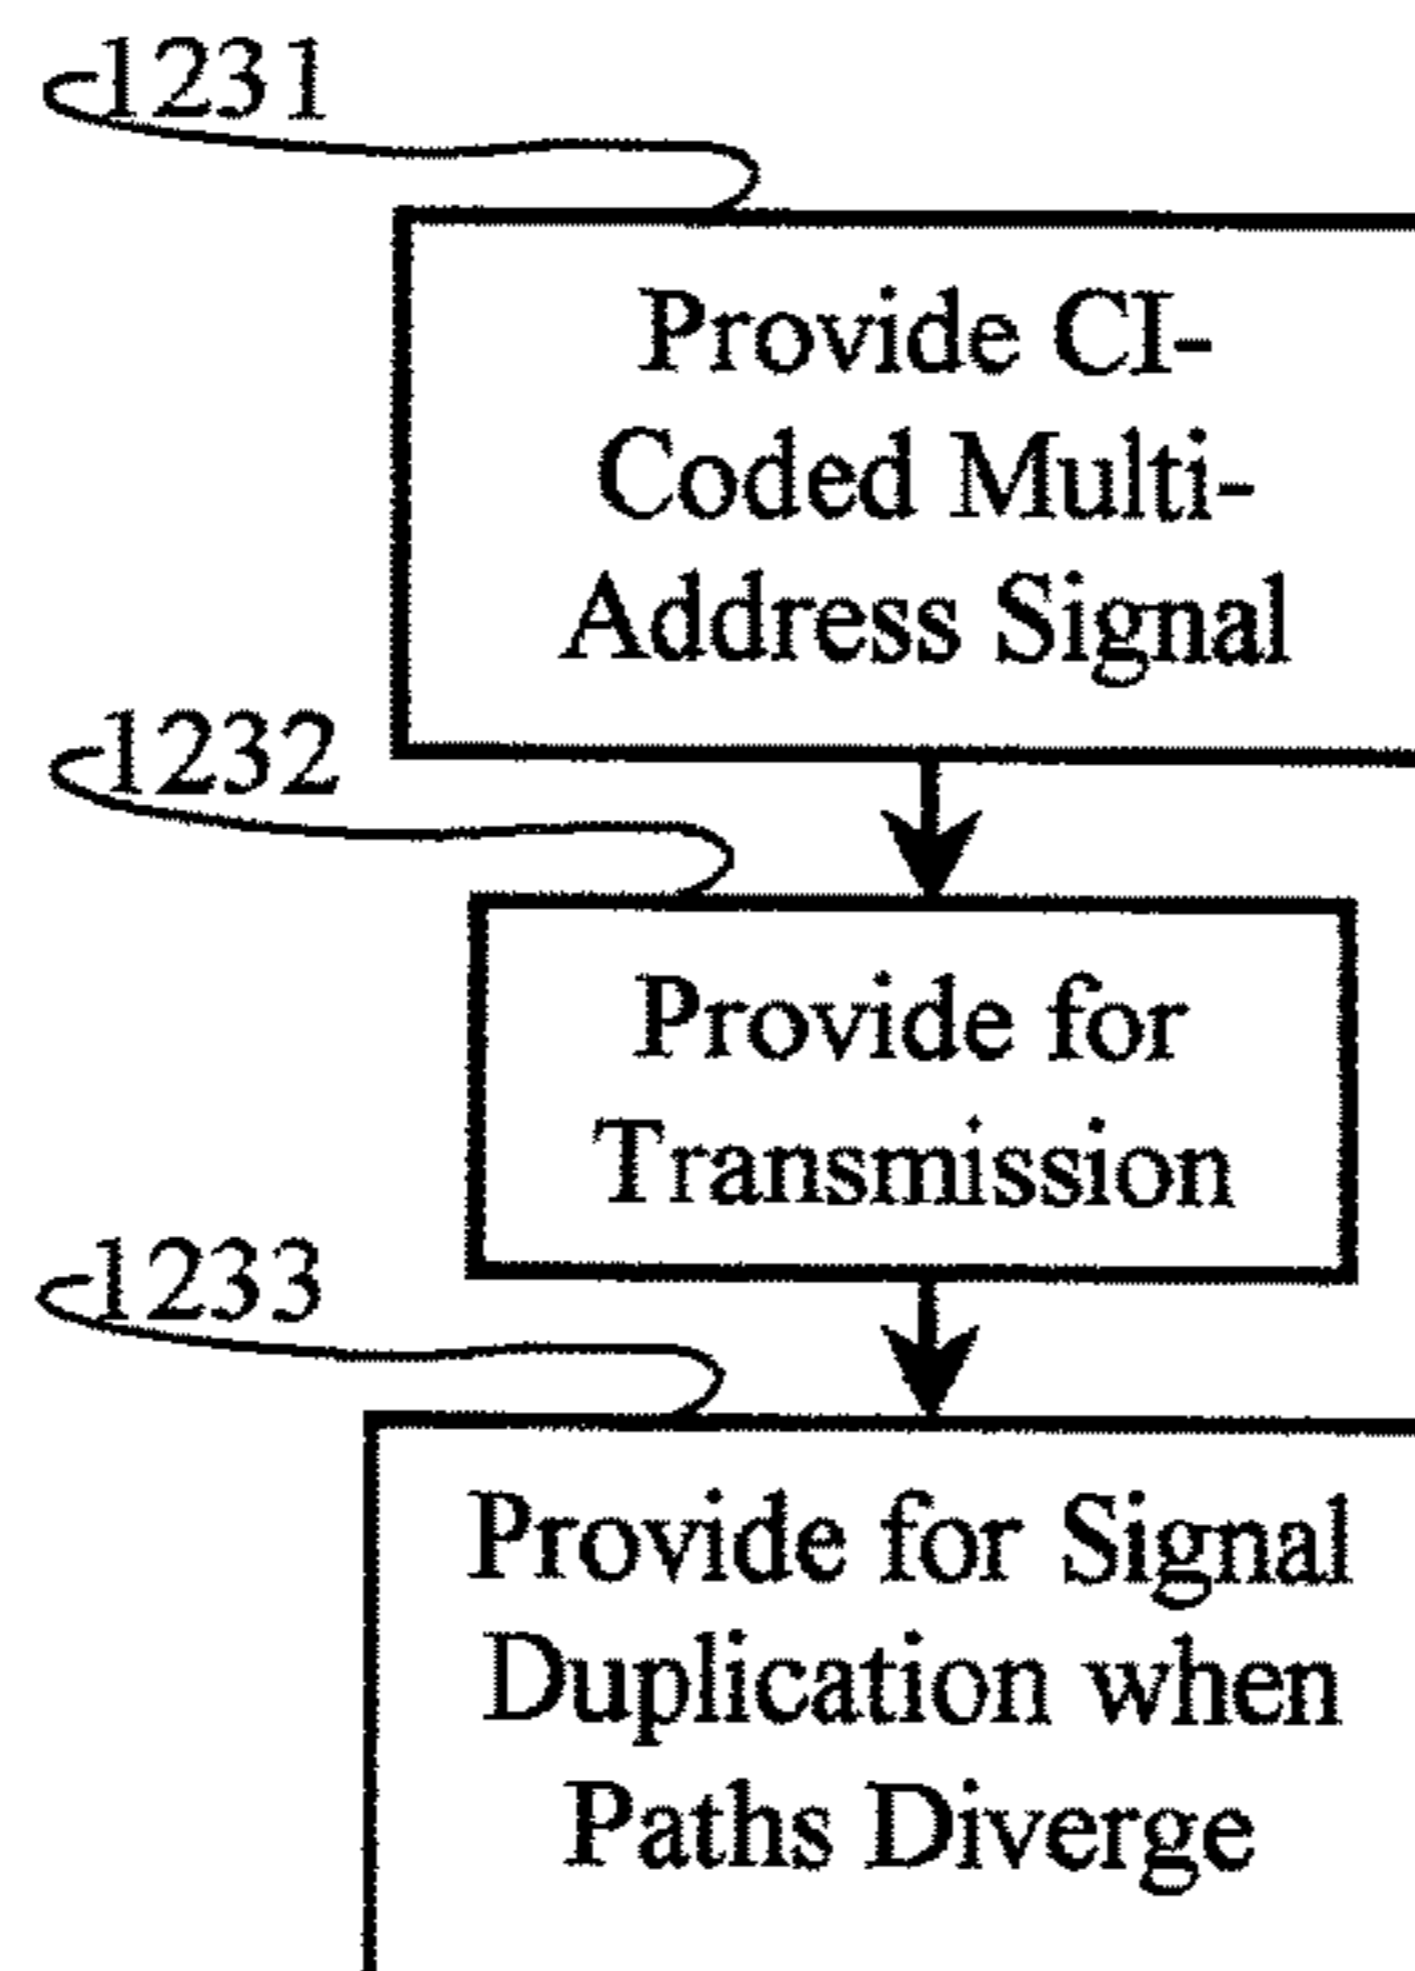 1231
Provide CI-
Coded Multi-
Address Signal
1232
Provide for
Transmission
1233
Provide for Signal
Duplication when
Paths Diverge